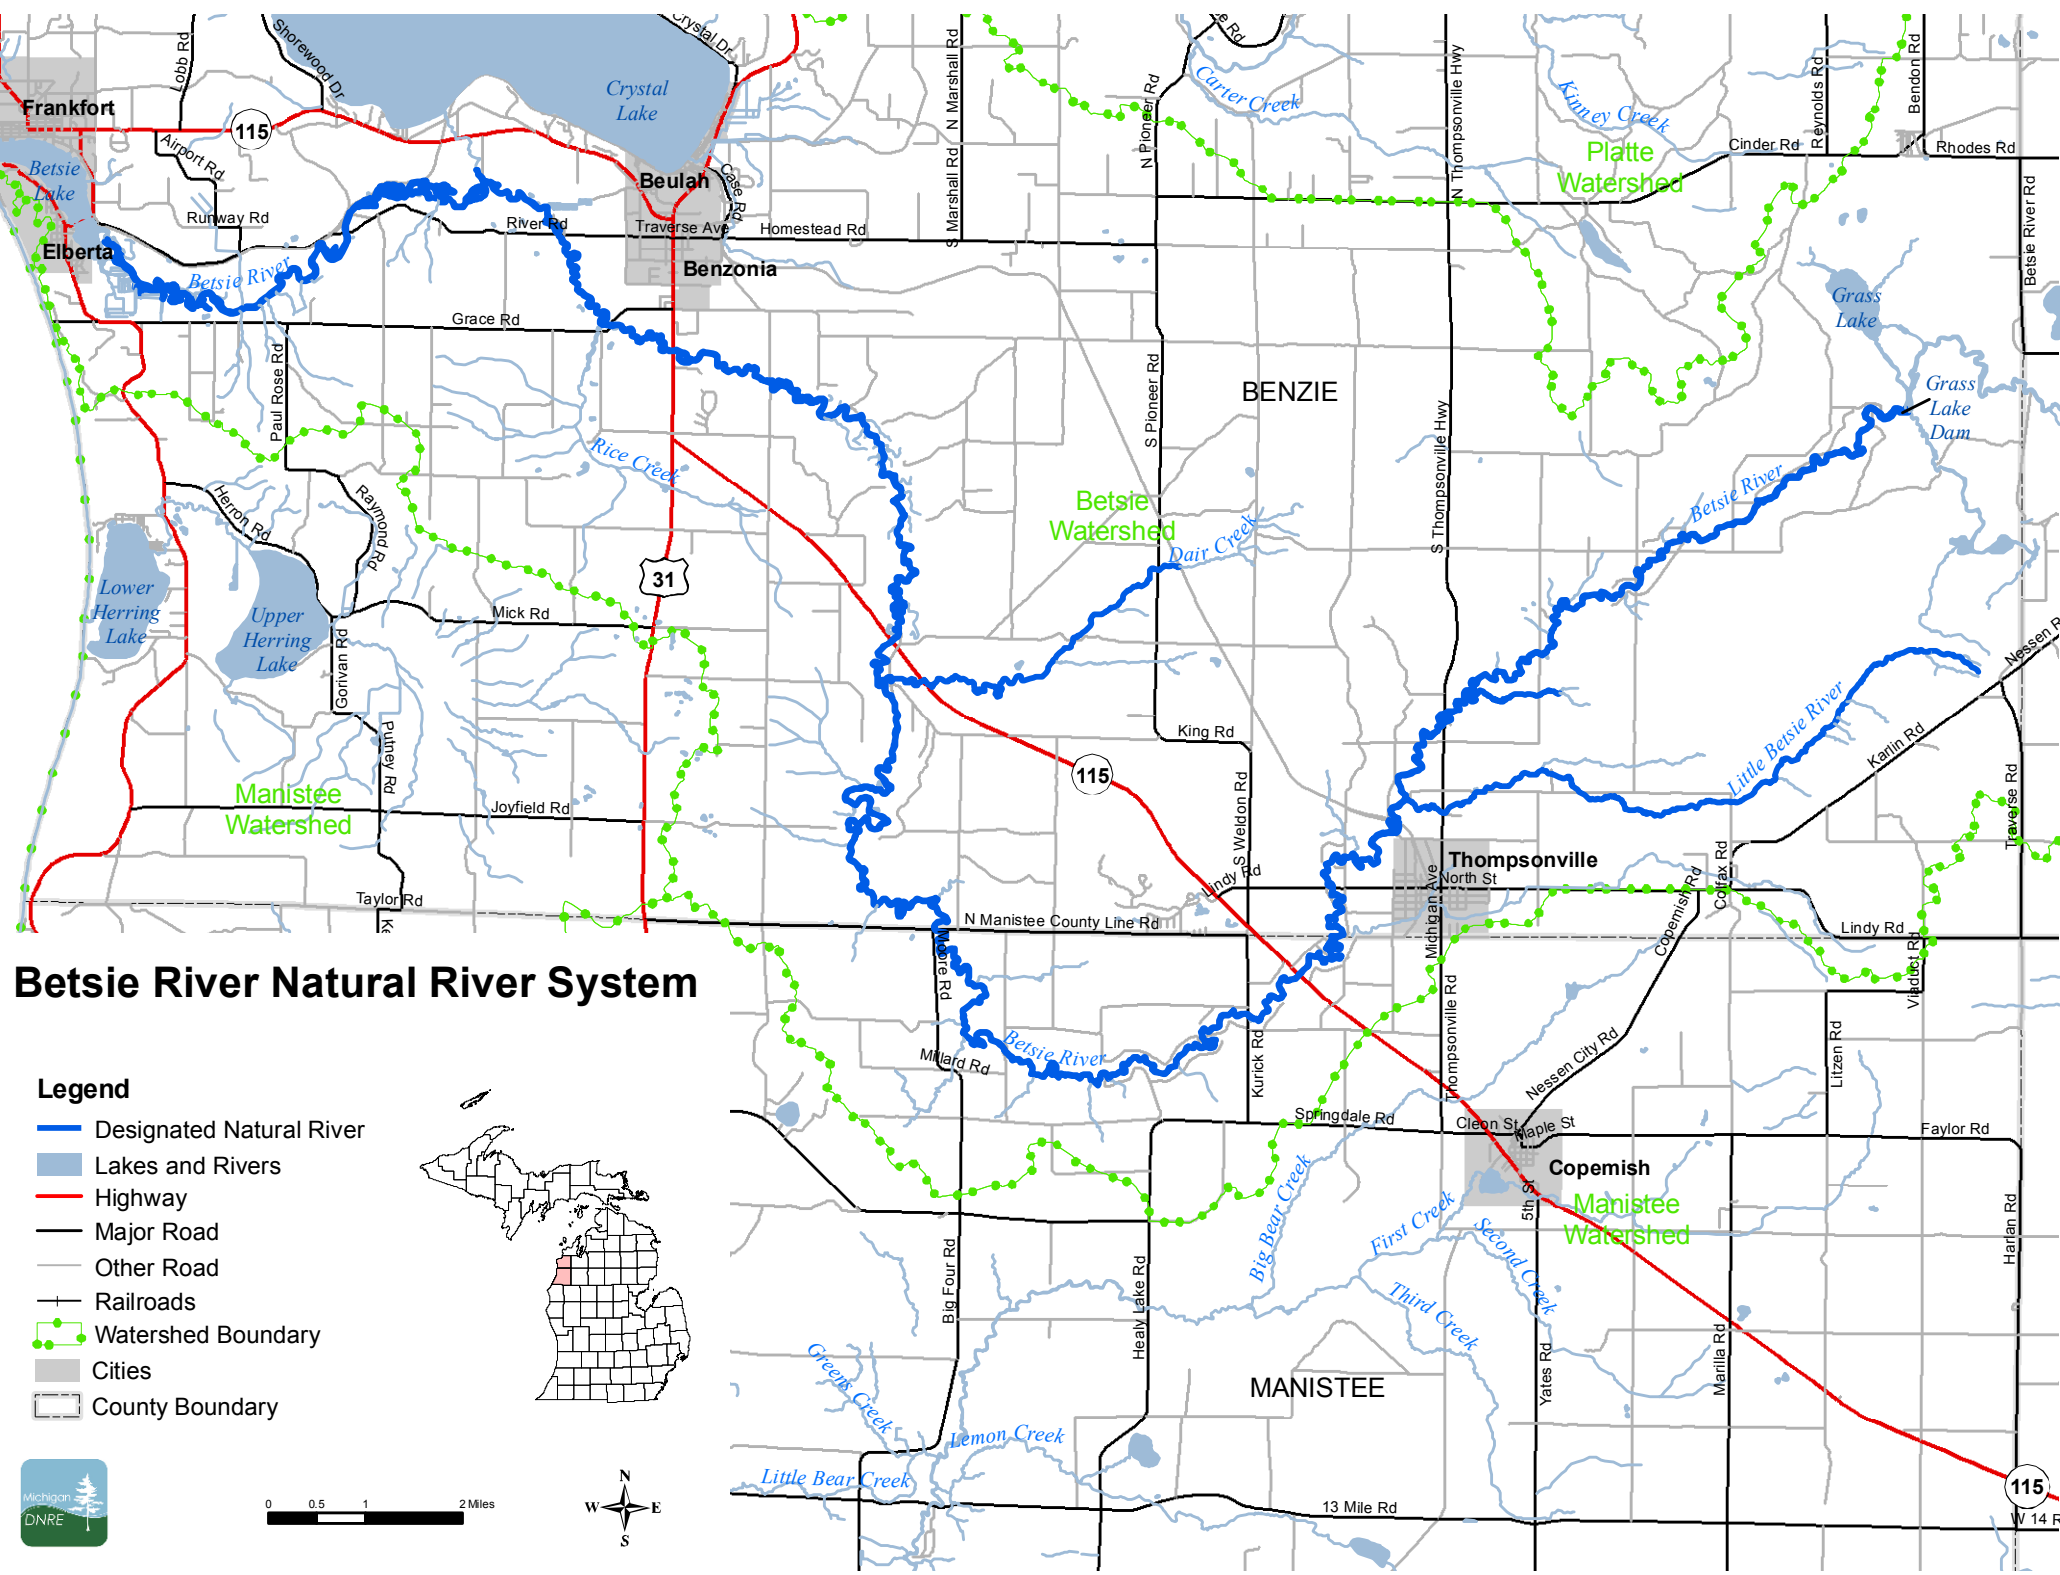 Crystal Dr
Lobb Rd
Shorewood Dr
Crystal
Lake
N Marshall Rd
N Pioneer Rd
Carter Creek
N Thompsonville Hwy
Kinney Creek
Reynolds Rd
Bendon Rd
Frankfort
115
Airport Rd
Cinder Rd
Rhodes Rd
Platte
Watershed
Betsie
Lake
Beulah
Case Rd
S Marshall Rd
Betsie River Rd
Runway Rd
River Rd
Traverse Ave
Homestead Rd
Elberta
Betsie River
Benzonia
Grass
Lake
Grace Rd
Paul Rose Rd
S Pioneer Rd
BENZIE
S Thompsonville Hwy
Grass
Lake
Dam
Rice Creek
Betsie River
Herron Rd
Raymond Rd
Betsie
Watershed
Dair Creek
31
Lower
Herring
Lake
Upper
Herring
Lake
Mick Rd
Gorivan Rd
Nessen R
Putney Rd
King Rd
Little Betsie River
Karlin Rd
115
Manistee
Watershed
Joyfield Rd
S Weldon Rd
Traverse Rd
Thompsonville
Lindy Rd
North St
Michigan Ave
Copemish Rd
Colfax Rd
Taylor Rd
Ke
N Manistee County Line Rd
Lindy Rd
Moore Rd
Viaduct Rd
Betsie River Natural River System
Thompsonville Rd
Betsie River
Millard Rd
Kurick Rd
Nessen City Rd
Litzen Rd
Legend
Designated Natural River
Lakes and Rivers
Highway
Major Road
Other Road
Railroads
Watershed Boundary
Cities
County Boundary
Springdale Rd
Cleon St
Maple St
Faylor Rd
Copemish
5th St
Manistee
Watershed
Big Bear Creek
First Creek
Second Creek
Third Creek
Harlan Rd
Big Four Rd
Healy Lake Rd
Yates Rd
Marilla Rd
Greens Creek
MANISTEE
Lemon Creek
Little Bear Creek
115
13 Mile Rd
W 14 R
Michigan
DNRE
0 0.5 1 2 Miles
N
W E
S